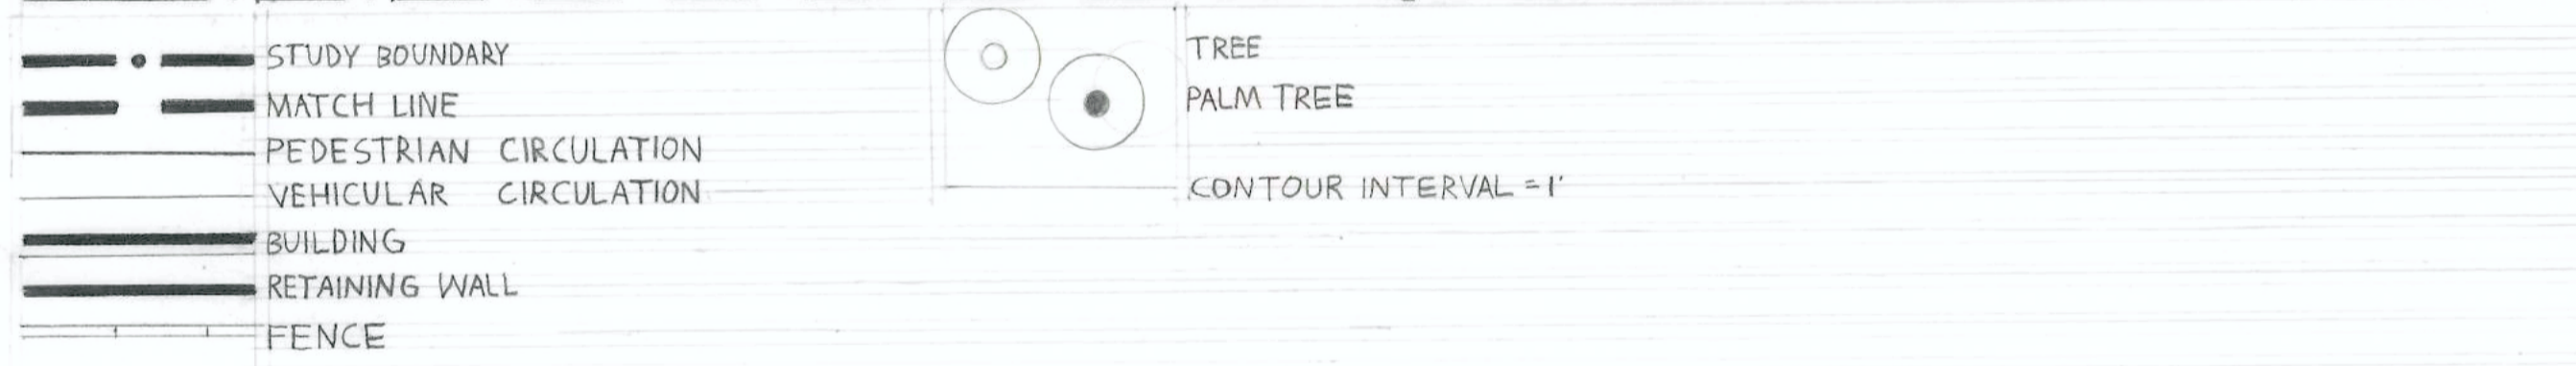 STUDY BOUNDARY
MATCH LINE
PEDESTRIAN CIRCULATION
VEHICULAR CIRCULATION
BUILDING
RETAINING WALL
FENCE
TREE
PALM TREE
CONTOUR INTERVAL = 1'